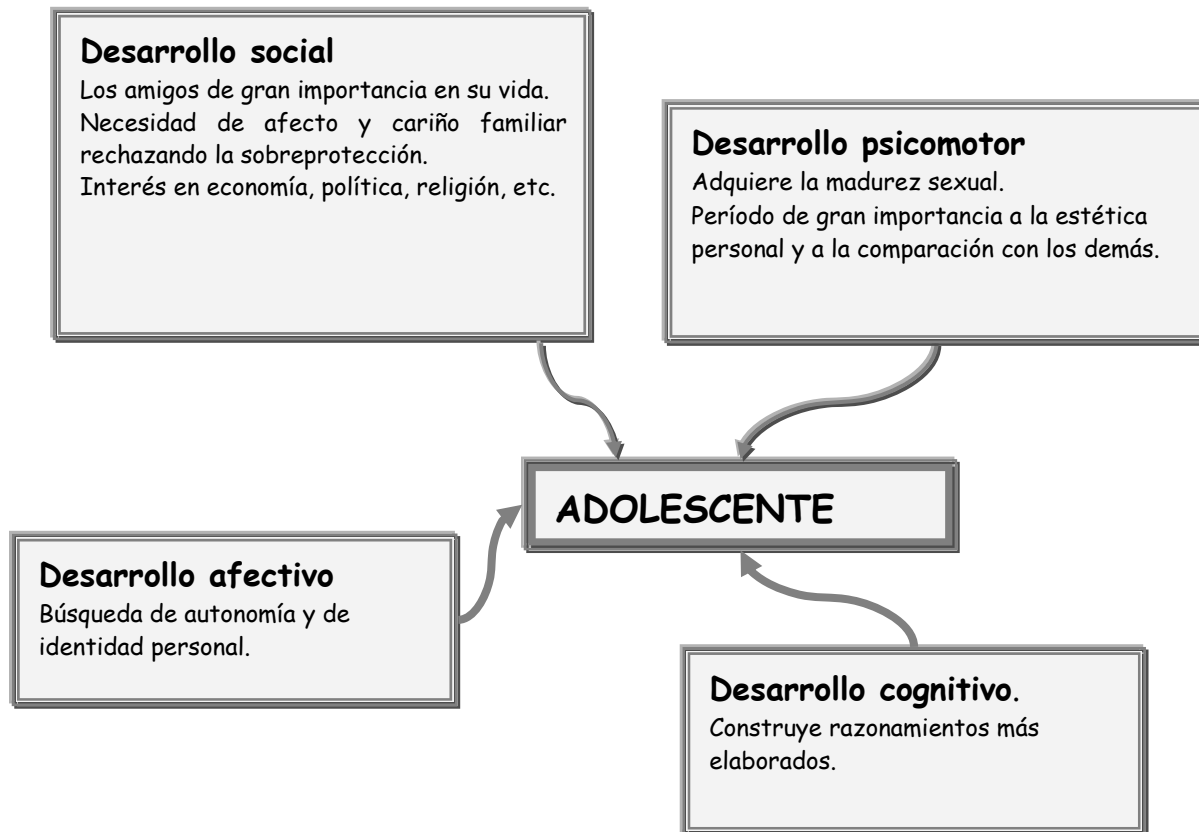 Desarrollo social
Los amigos de gran importancia en su vida.
Necesidad de afecto y cariño familiar
rechazando la sobreprotección.
Interés en economía, política, religión, etc.
Desarrollo psicomotor
Adquiere la madurez sexual.
Período de gran importancia a la estética
personal y a la comparación con los demás.
ADOLESCENTE
Desarrollo afectivo
Búsqueda de autonomía y de
identidad personal.
Desarrollo cognitivo.
Construye razonamientos más
elaborados.